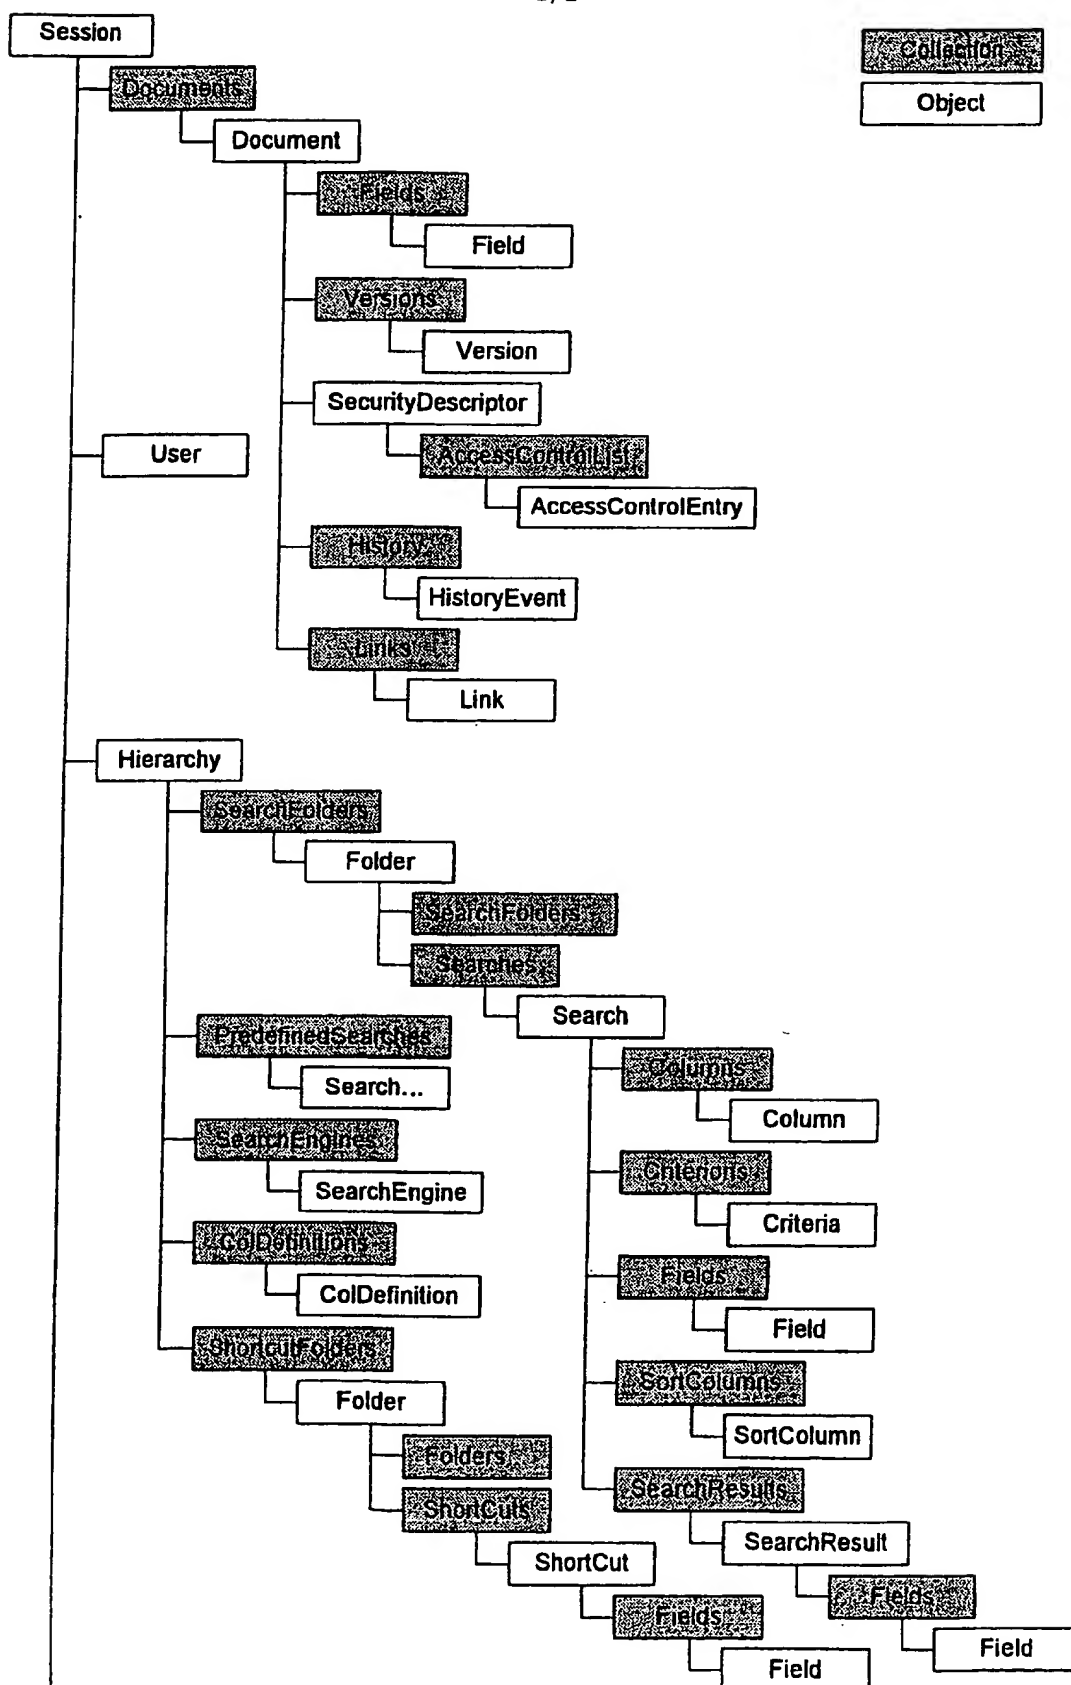 Session
Collection
Documents
Object
Document
Fields
Field
Versions
Version
SecurityDescriptor
User
AccessControlList
AccessControlEntry
History
HistoryEvent
Links
Link
Hierarchy
SearchFolders
Folder
SearchFolders
Searches
Search
PredefinedSearches
Columns
Search...
Column
SearchEngines
Criterions
SearchEngine
Criteria
ColDefinitions
Fields
ColDefinition
Field
ShortcutFolders
SortColumns
Folder
SortColumn
Folders
SearchResults
ShortCuts
SearchResult
ShortCut
Fields
Fields
Field
Field